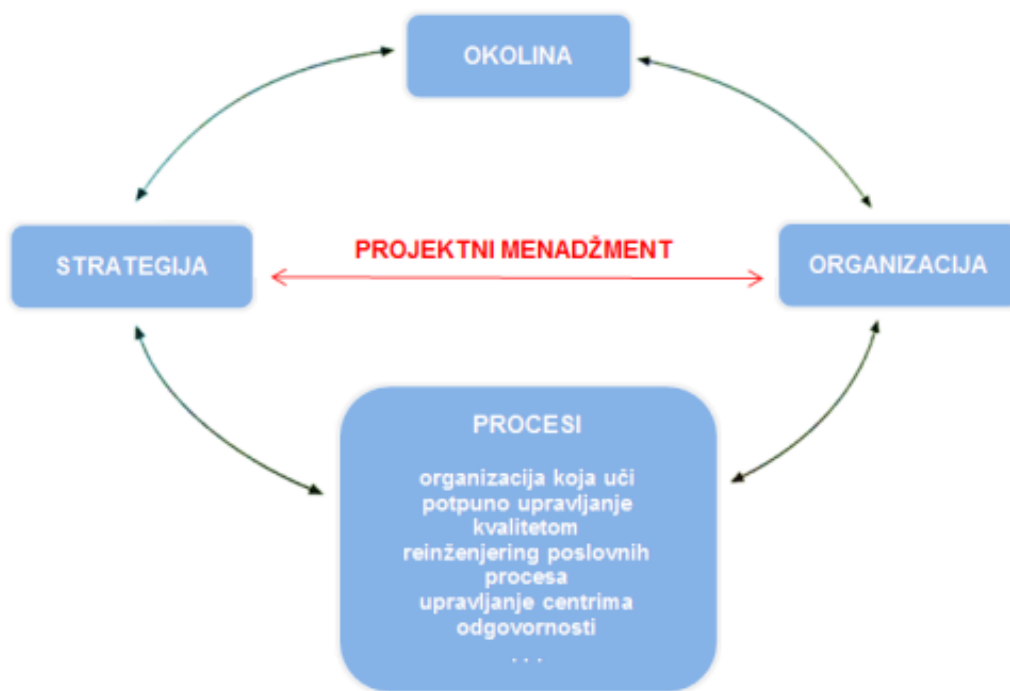 OKOLINA
STRATEGIJA
PROJEKTNI MENADŽMENT
ORGANIZACIJA
PROCESI
organizacija koja uči
potpuno upravljanje
kvalitetom
reinženjering poslovnih
procesa
upravljanje centrima
odgovornosti
. . .